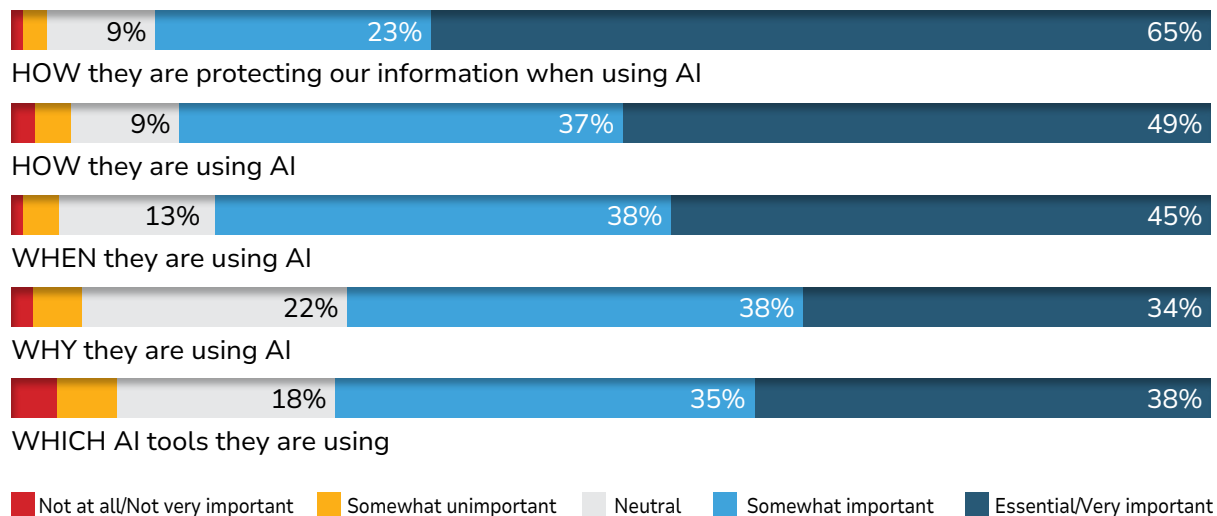 9% 23% 65%
HOW they are protecting our information when using AI
9% 37% 49%
HOW they are using AI
13% 38% 45%
WHEN they are using AI
22% 38% 34%
WHY they are using AI
18% 35% 38%
WHICH AI tools they are using
Not at all/Not very important Somewhat unimportant Neutral Somewhat important Essential/Very important